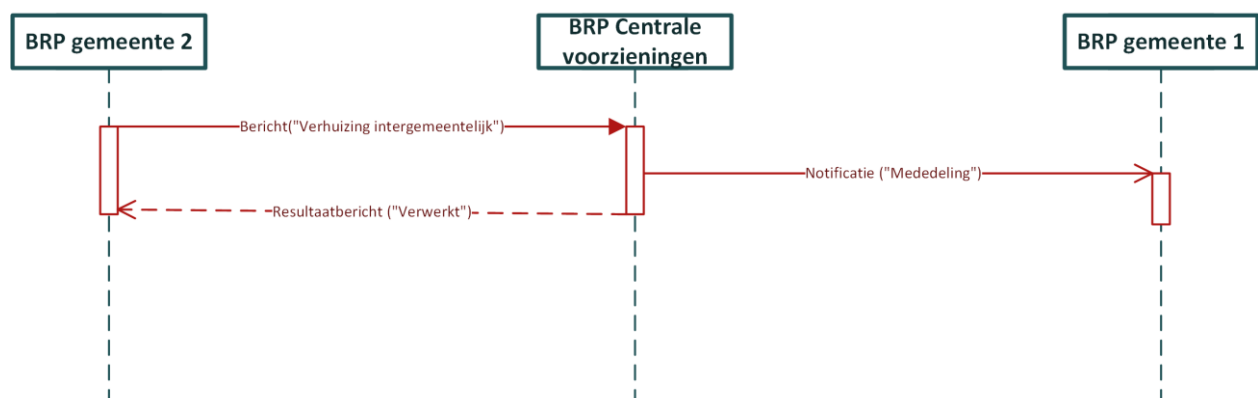 BRP gemeente 2
BRP Centrale
voorzieningen
BRP gemeente 1
Bericht("Verhuizing intergemeentelijk")
Notificatie ("Mededeling")
Resultaatbericht ("Verwerkt")